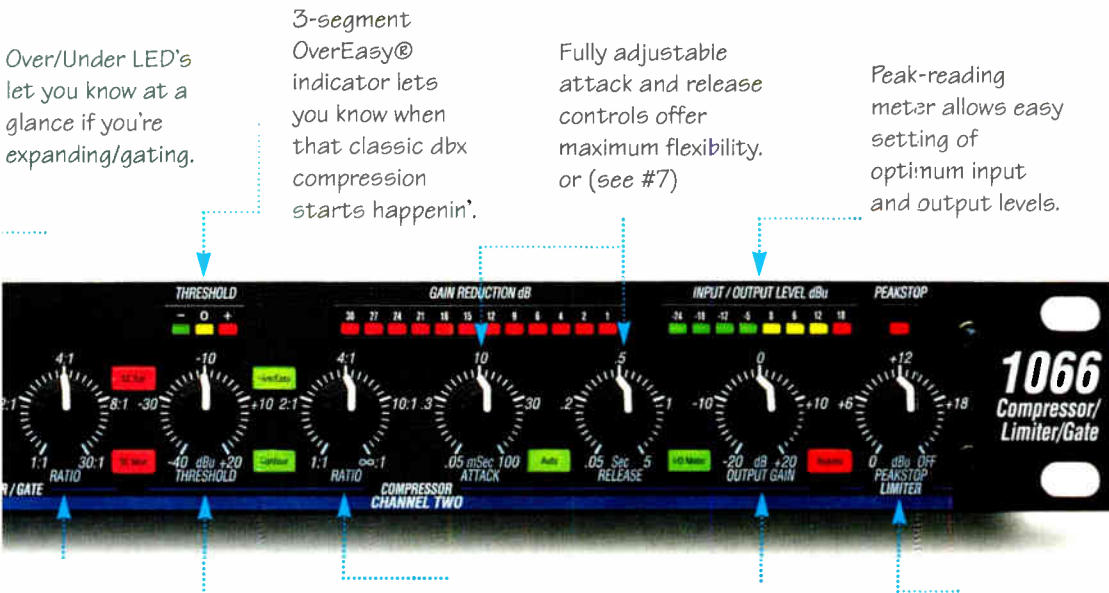 Over/Under LED's
let you know at a
glance if you're
expanding/gating.
3-segment
OverEasy®
indicator lets
you know when
that classic dbx
compression
starts happenin'.
Fully adjustable
attack and release
controls offer
maximum flexibility.
or (see #7)
Peak-reading
meter allows easy
setting of
optimum input
and output levels.
THRESHOLD
- 0 +
GAIN REDUCTION dB
30 27 24 21 18 15 12 9 6 4 2 1
INPUT / OUTPUT LEVEL dBu
-24 -18 -12 -6 0 6 12 18
PEAKSTOP
4:1 -10 4:1 10 .5 0 +12
2:1 8:1 -30 +10 2:1 10:1 .3 30 .2 1 -10 +10 +6 +18
1066
Compressor/
Limiter/Gate
OverEasy
SC Mon
Contour
Auto
I/O Meter
Bypass
1:1 30:1 -40 dBu +20 1:1 ∞:1 .05 mSec 100 .05 Sec 5 -20 dB +20 0 dBu OFF
RATIO THRESHOLD RATIO ATTACK RELEASE OUTPUT GAIN PEAKSTOP
LIMITER
R / GATE
COMPRESSOR
CHANNEL TWO